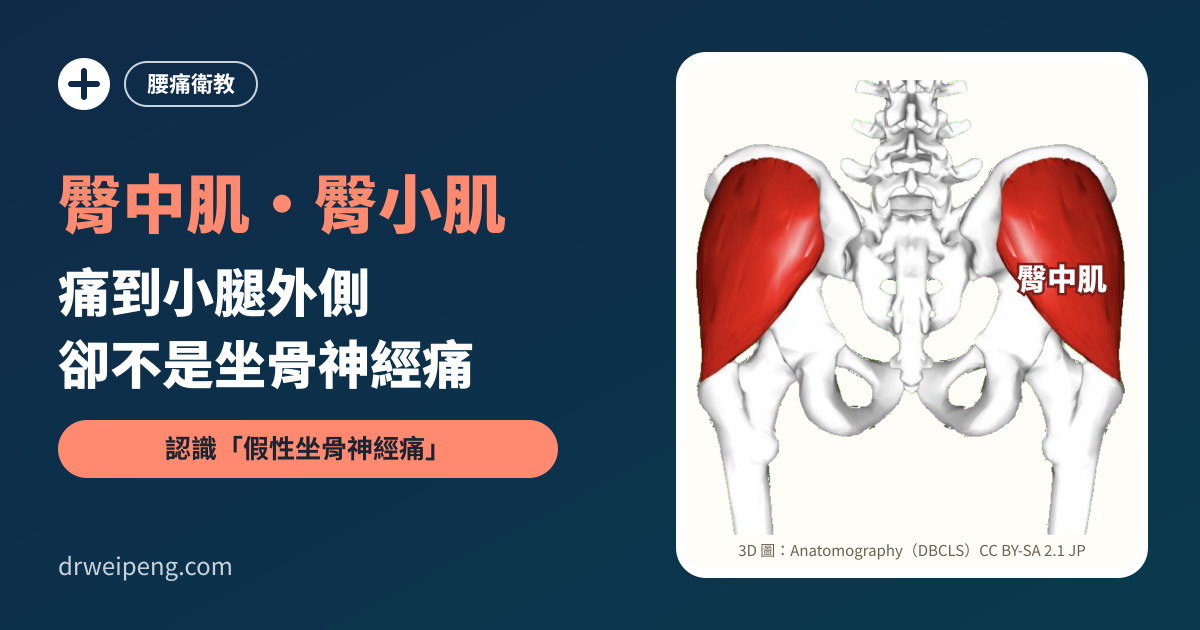 腰痛衛教
臀中肌・臀小肌
痛到小腿外側
卻不是坐骨神經痛
認識「假性坐骨神經痛」
drweipeng.com
臀中肌
3D 圖：Anatomography（DBCLS）CC BY-SA 2.1 JP